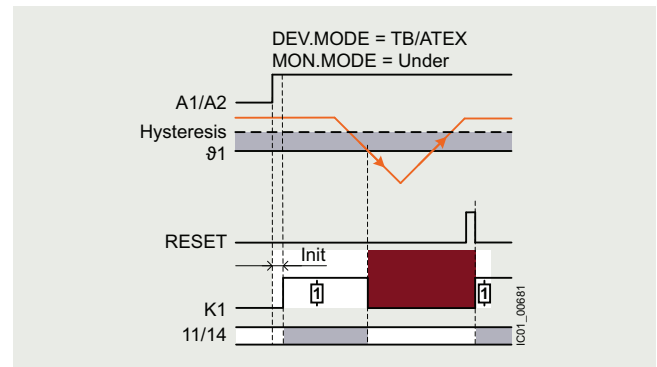 DEV.MODE = TB/ATEX
MON.MODE = Under
A1/A2
Hysteresis
ϑ1
RESET
Init
1
1
K1
11/14
IC01_00681